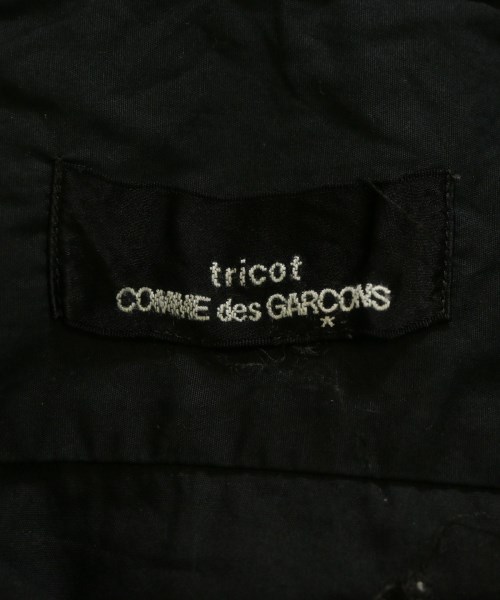 tricot
COMME des GARÇONS
*